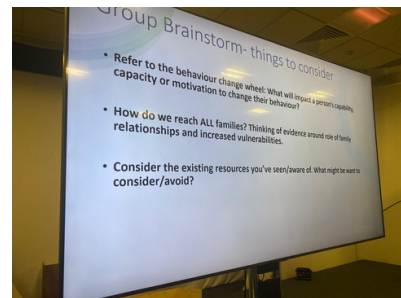 Group Brainstorm- things to consider
• Refer to the behaviour change wheel: What will impact a person's capability,
capacity or motivation to change their behaviour?
• How do we reach ALL families? Thinking of evidence around role of family
relationships and increased vulnerabilities.
• Consider the existing resources you've seen/aware of. What might be want to
consider/avoid?